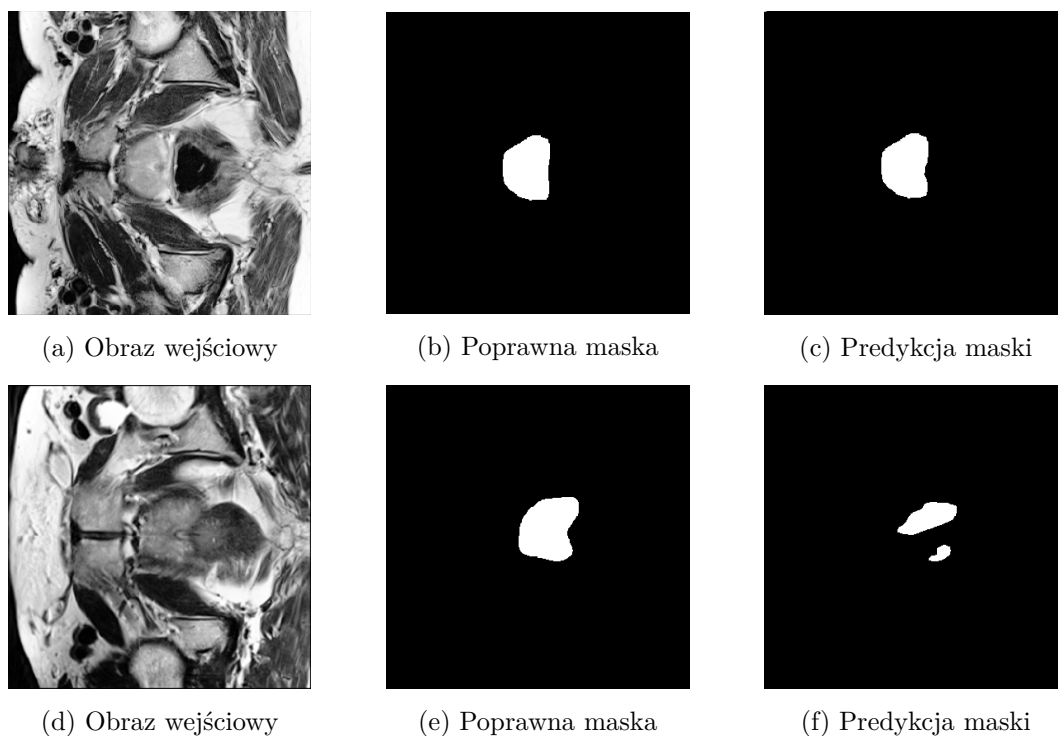 (a) Obraz wejściowy
(b) Poprawna maska
(c) Predykcja maski
(d) Obraz wejściowy
(e) Poprawna maska
(f) Predykcja maski